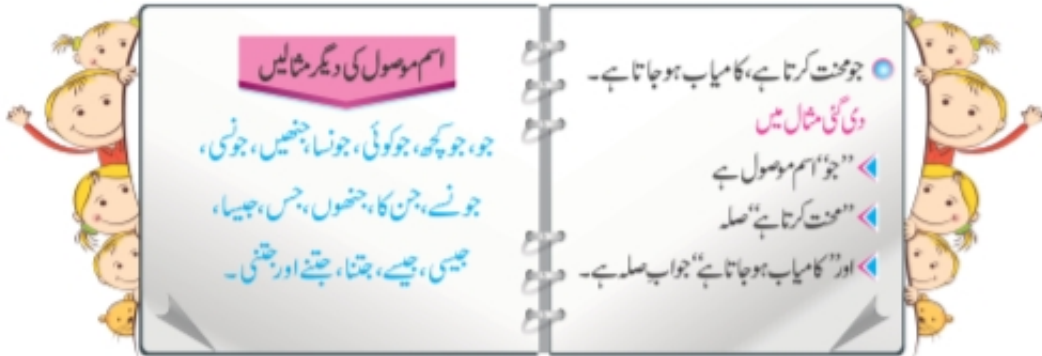 جو محنت کرتا ہے، کامیاب ہو جاتا ہے۔
دی گئی مثال میں
”جو“ اسم موصول ہے
”محنت کرتا ہے“ صلہ
اور ”کامیاب ہو جاتا ہے“ جوابِ صلہ ہے۔
اسم موصول کی دیگر مثالیں
جو، جو کچھ، جو کوئی، جونسا، جنھیں، جونسی،
جونسے، جن کا، جنھوں، جس، جیسا،
جیسی، جیسے، جتنا، جتنے اور جتنی۔